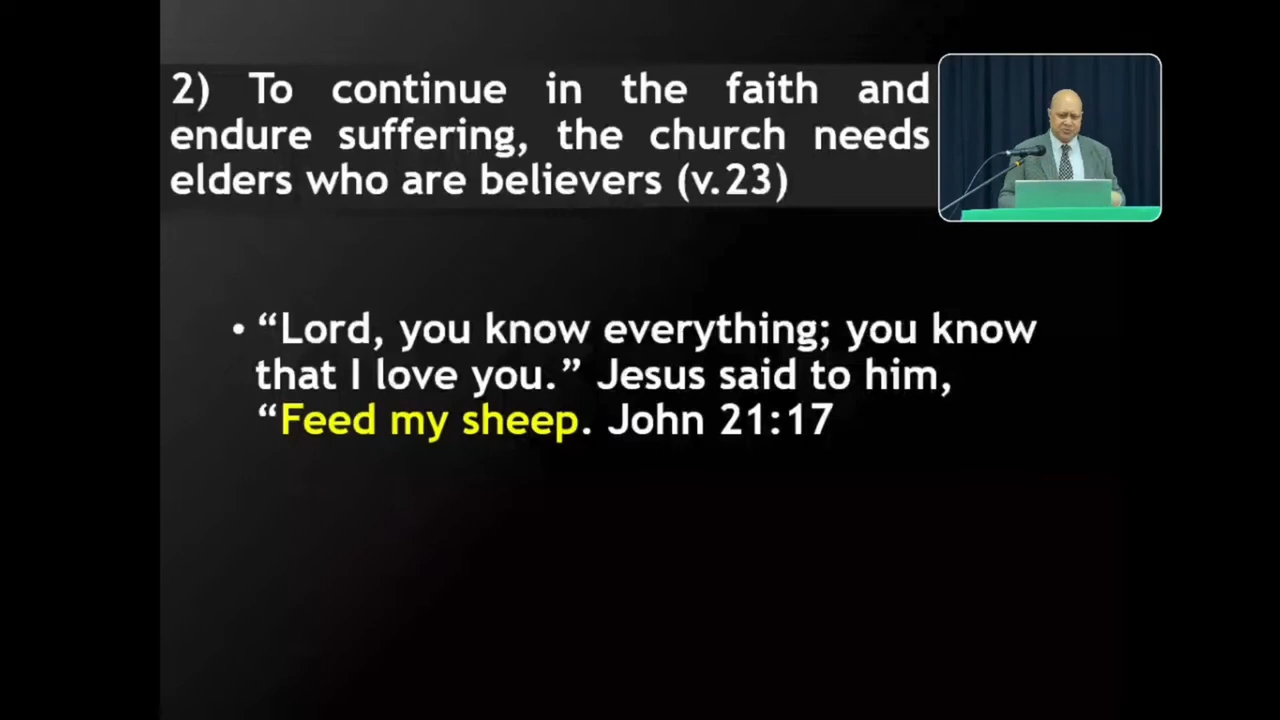 2) To continue in the faith and
endure suffering, the church needs
elders who are believers (v.23)
• “Lord, you know everything; you know
that I love you.” Jesus said to him,
“Feed my sheep. John 21:17